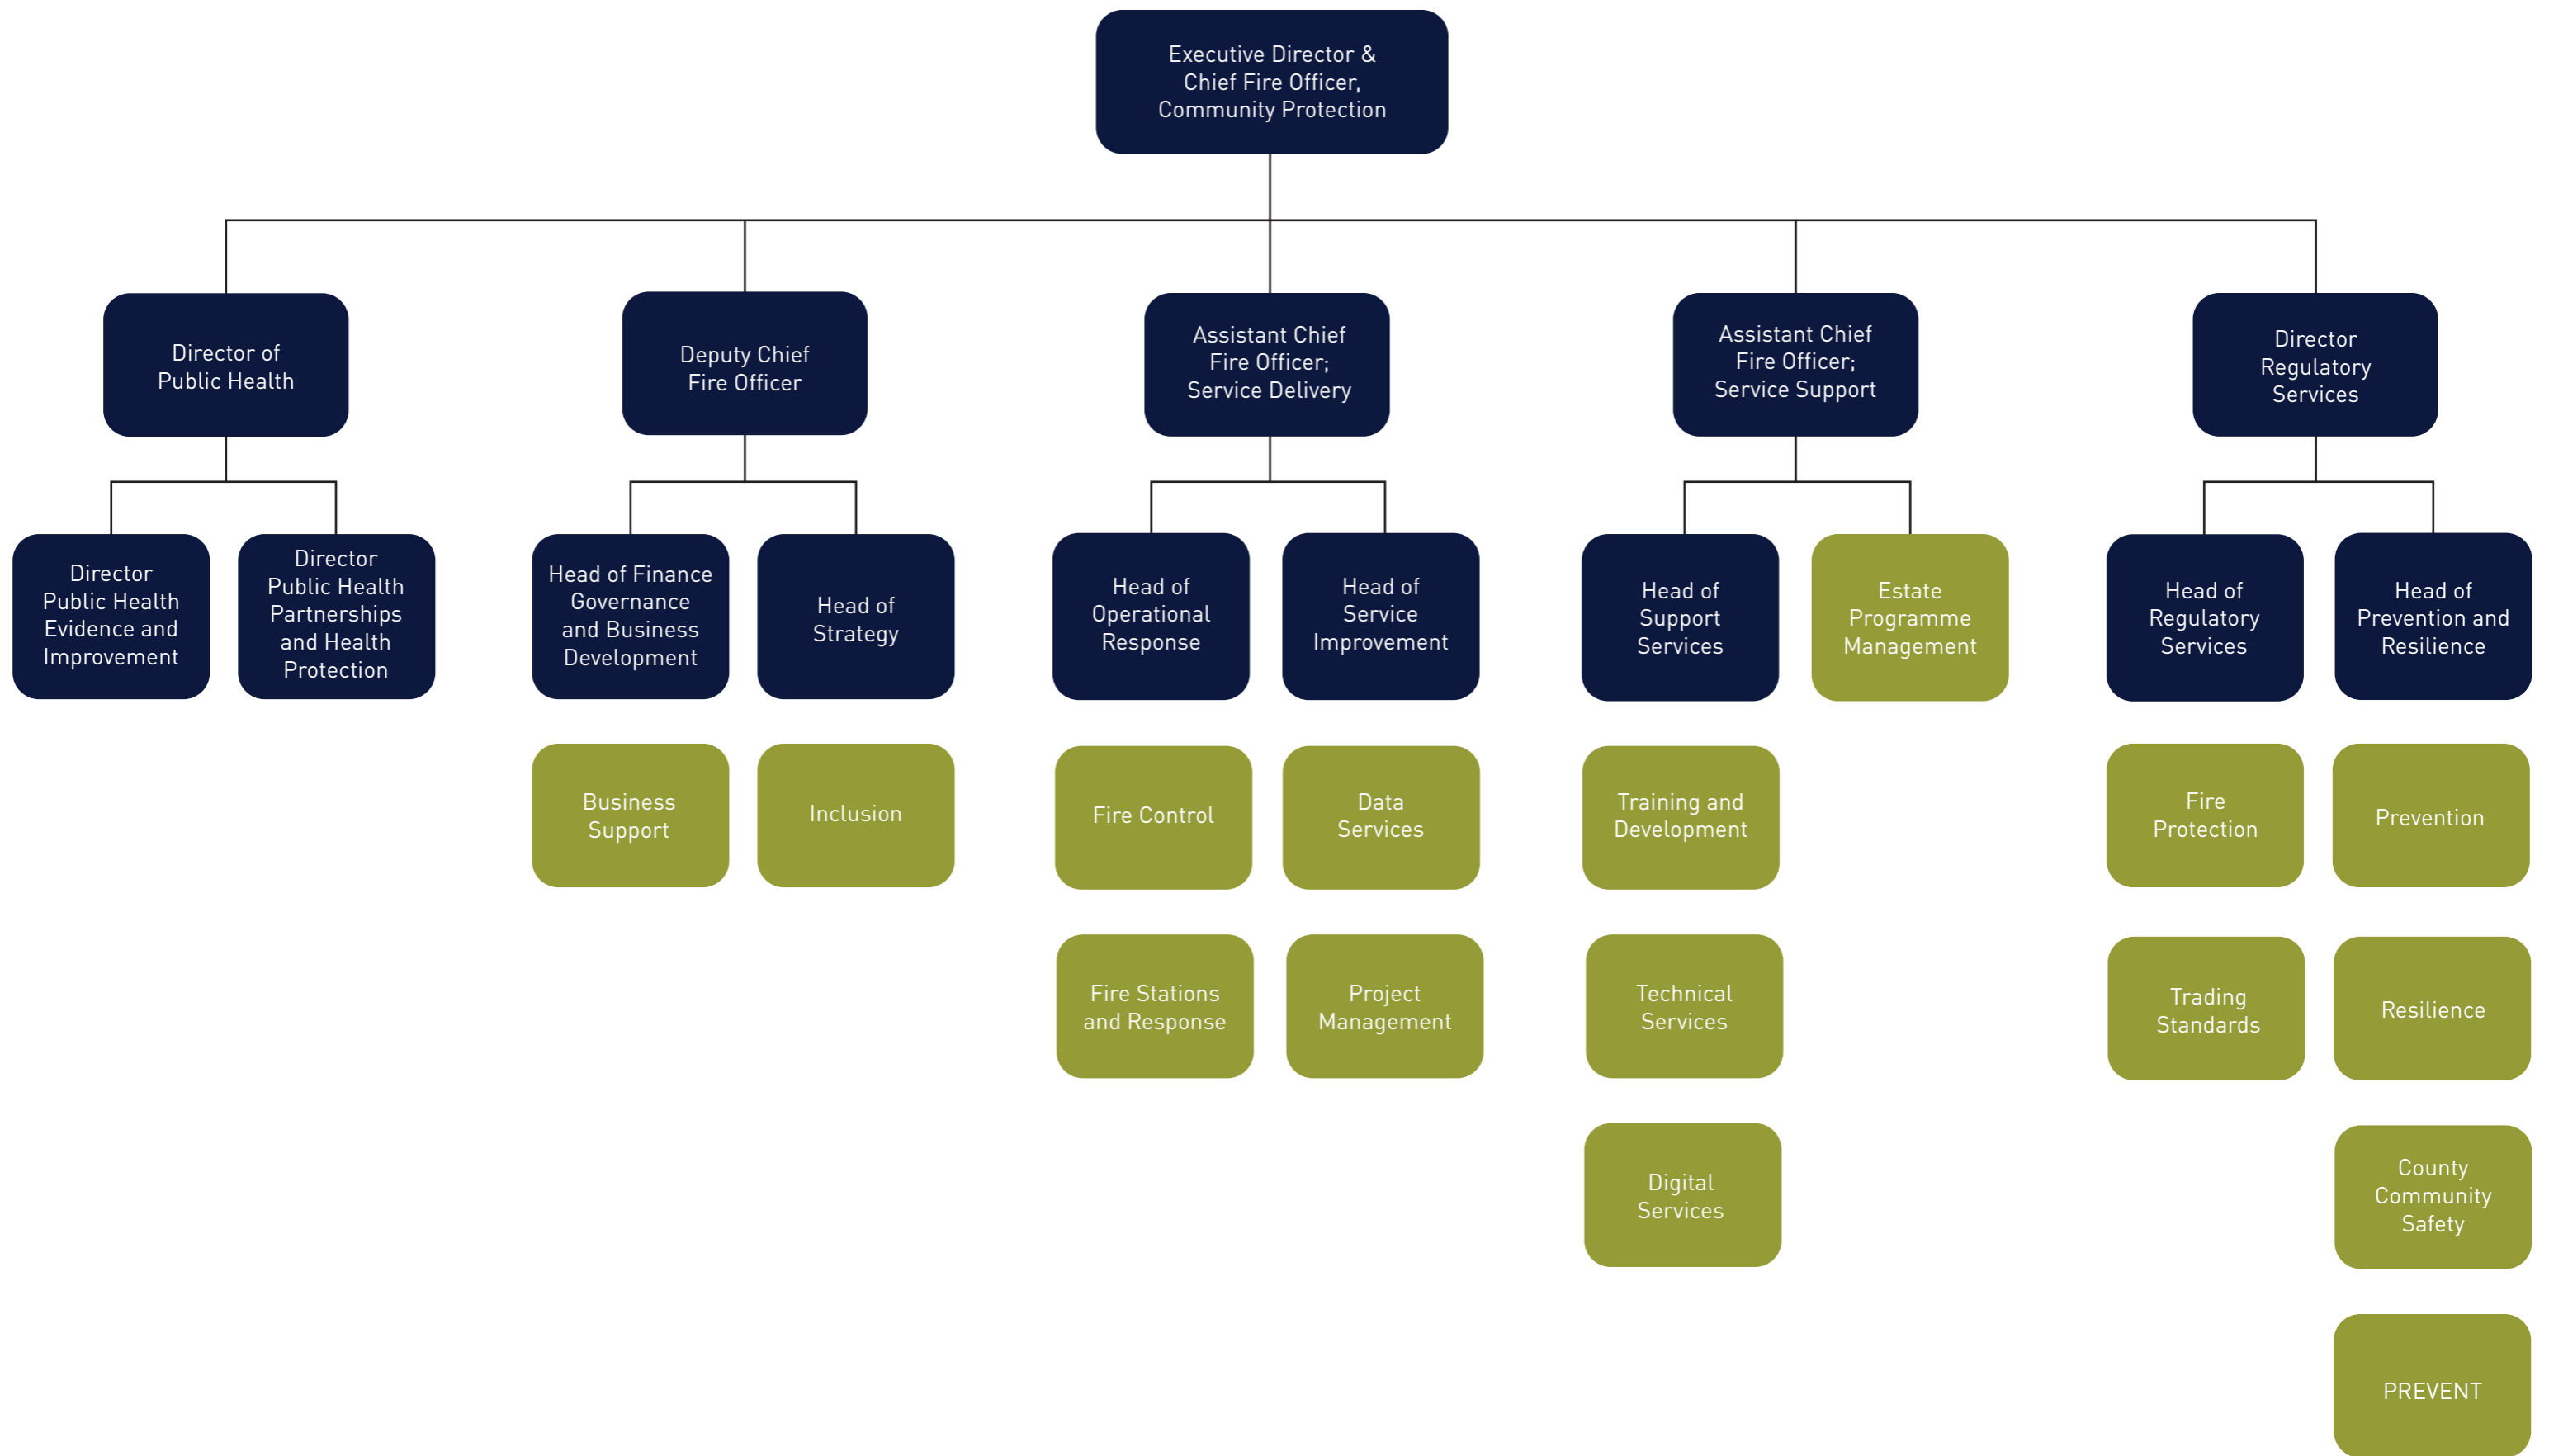 Executive Director &
Chief Fire Officer,
Community Protection
Director of
Public Health
Deputy Chief
Fire Officer
Assistant Chief
Fire Officer;
Service Delivery
Assistant Chief
Fire Officer;
Service Support
Director
Regulatory
Services
Director
Public Health
Evidence and
Improvement
Director
Public Health
Partnerships
and Health
Protection
Head of Finance
Governance
and Business
Development
Head of
Strategy
Head of
Operational
Response
Head of
Service
Improvement
Head of
Support
Services
Estate
Programme
Management
Head of
Regulatory
Services
Head of
Prevention and
Resilience
Business
Support
Inclusion
Fire Control
Data
Services
Training and
Development
Fire
Protection
Prevention
Fire Stations
and Response
Project
Management
Technical
Services
Trading
Standards
Resilience
Digital
Services
County
Community
Safety
PREVENT